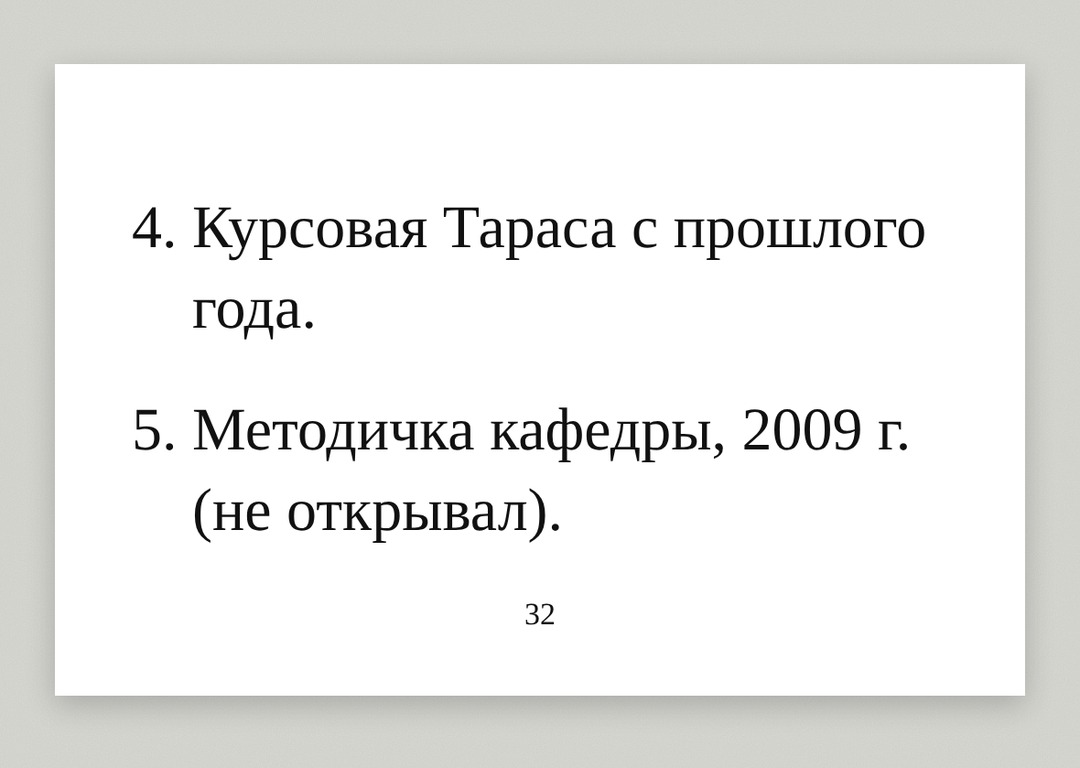 4. Курсовая Тараса с прошлого
года.
5. Методичка кафедры, 2009 г.
(не открывал).
32